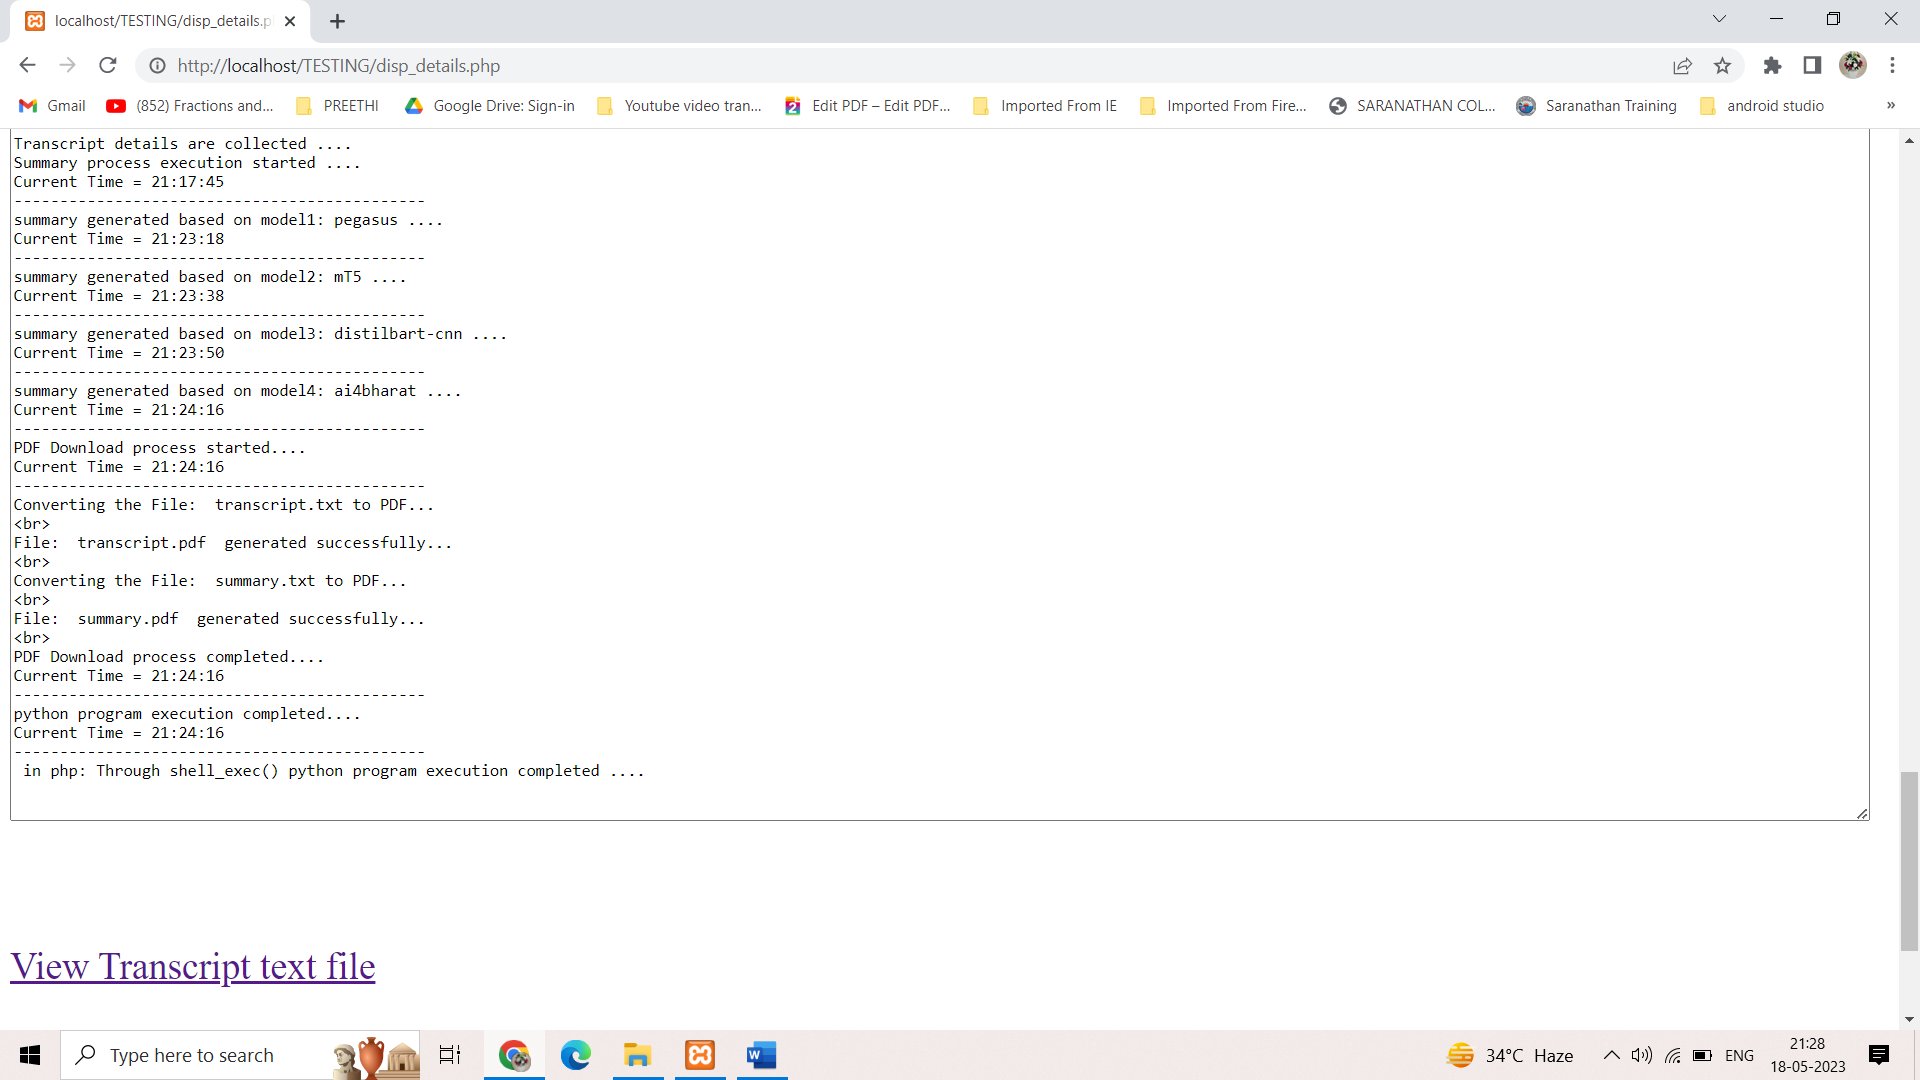 localhost/TESTING/disp_details.p
http://localhost/TESTING/disp_details.php
Gmail
(852) Fractions and...
PREETHI
Google Drive: Sign-in
Youtube video tran...
Edit PDF – Edit PDF...
Imported From IE
Imported From Fire...
SARANATHAN COL...
Saranathan Training
android studio
»
Transcript details are collected ....
Summary process execution started ....
Current Time = 21:17:45
---------------------------------------------
summary generated based on model1: pegasus ....
Current Time = 21:23:18
---------------------------------------------
summary generated based on model2: mT5 ....
Current Time = 21:23:38
---------------------------------------------
summary generated based on model3: distilbart-cnn ....
Current Time = 21:23:50
---------------------------------------------
summary generated based on model4: ai4bharat ....
Current Time = 21:24:16
---------------------------------------------
PDF Download process started....
Current Time = 21:24:16
---------------------------------------------
Converting the File:  transcript.txt to PDF...
<br>
File:  transcript.pdf  generated successfully...
<br>
Converting the File:  summary.txt to PDF...
<br>
File:  summary.pdf  generated successfully...
<br>
PDF Download process completed....
Current Time = 21:24:16
---------------------------------------------
python program execution completed....
Current Time = 21:24:16
---------------------------------------------
in php: Through shell_exec() python program execution completed ....
View Transcript text file
Type here to search
34°C Haze
ENG
21:28
18-05-2023